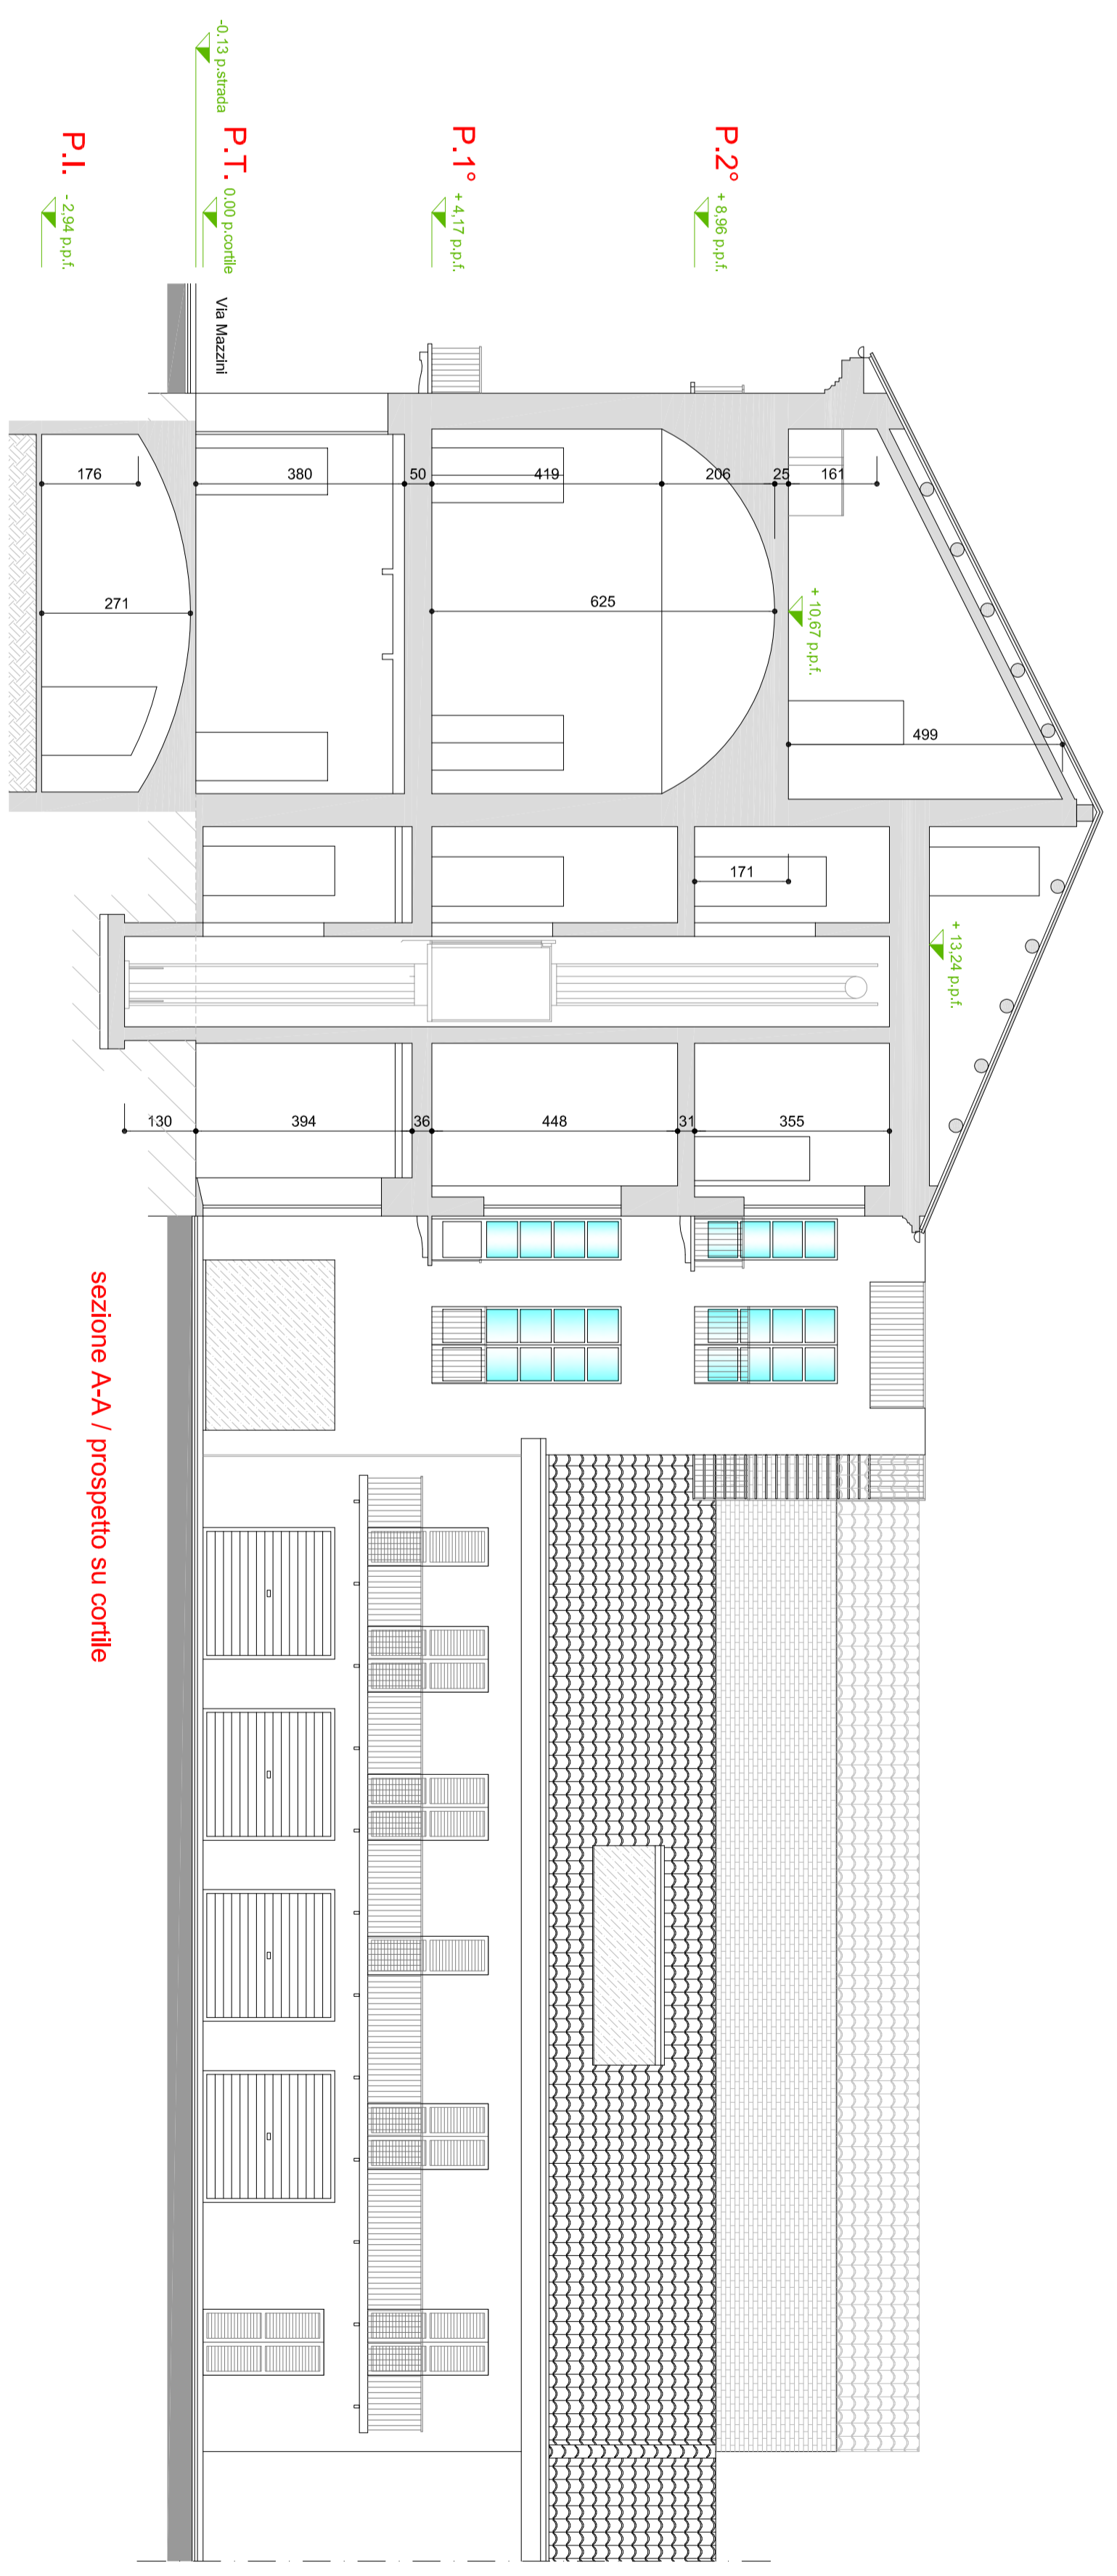 P.2°
+ 8,96 p.p.f.
P.1°
+ 4,17 p.p.f.
P.T.
0.00 p.cortile
-0.13 p.strada
P.I.
- 2,94 p.p.f.
Via Mazzini
161
25
206
419
50
380
176
+ 10,67 p.p.f.
625
271
499
171
+ 13,24 p.p.f.
355
31
448
36
394
130
sezione A-A / prospetto su cortile